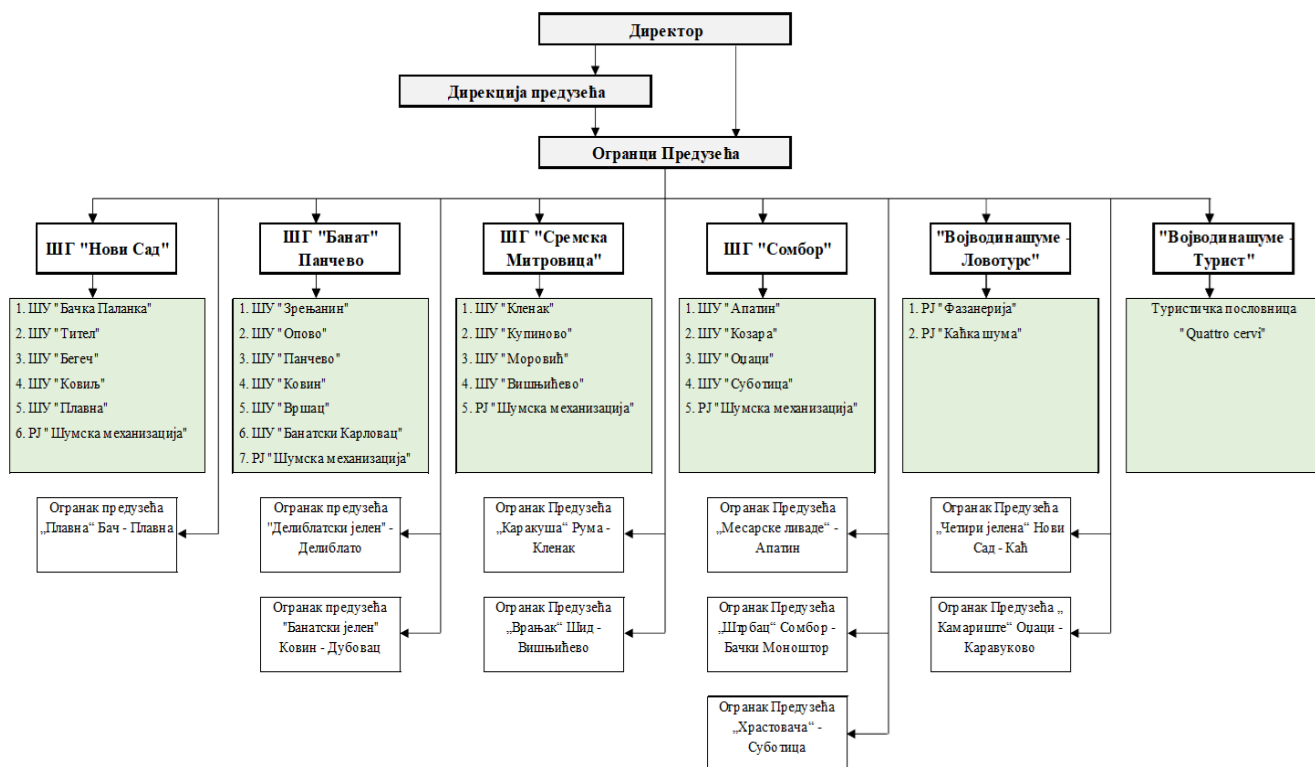 Директор
Дирекција предузећа
Огранци Предузећа
ШГ "Нови Сад"
ШГ "Банат"
Панчево
ШГ "Сремска
Митровица"
ШГ "Сомбор"
"Војводинашуме -
Ловотурс"
"Војводинашуме -
Турист"
1. ШУ "Бачка Паланка"
2. ШУ "Тител"
3. ШУ "Бегеч"
4. ШУ "Ковиљ"
5. ШУ "Плавна"
6. РЈ "Шумска механизација"
1. ШУ "Зрењанин"
2. ШУ "Опово"
3. ШУ "Панчево"
4. ШУ "Ковин"
5. ШУ "Вршац"
6. ШУ "Банатски Карловац"
7. РЈ "Шумска механизација"
1. ШУ "Кленак"
2. ШУ "Купиново"
3. ШУ "Моровић"
4. ШУ "Вишњићево"
5. РЈ "Шумска механизација"
1. ШУ "Апатин"
2. ШУ "Козара"
3. ШУ "Оџаци"
4. ШУ "Суботица"
5. РЈ "Шумска механизација"
1. РЈ "Фазанерија"
2. РЈ "Каћка шума"
Туристичка пословница
"Quattro cervi"
Огранак предузећа
„Плавна“ Бач - Плавна
Огранак предузећа
"Делиблатски јелен" -
Делиблато
Огранак Предузећа
„Каракуша“ Рума -
Кленак
Огранак Предузећа
„Месарске ливаде“ -
Апатин
Огранак Предузећа
„Четири јелена“ Нови
Сад - Каћ
Огранак предузећа
"Банатски јелен"
Ковин - Дубовац
Огранак Предузећа
„Врањак“ Шид -
Вишњићево
Огранак Предузећа
„Штрбац“ Сомбор -
Бачки Моноштор
Огранак Предузећа „
Камариште“ Оџаци -
Каравуково
Огранак Предузећа
„Храстовача“ -
Суботица